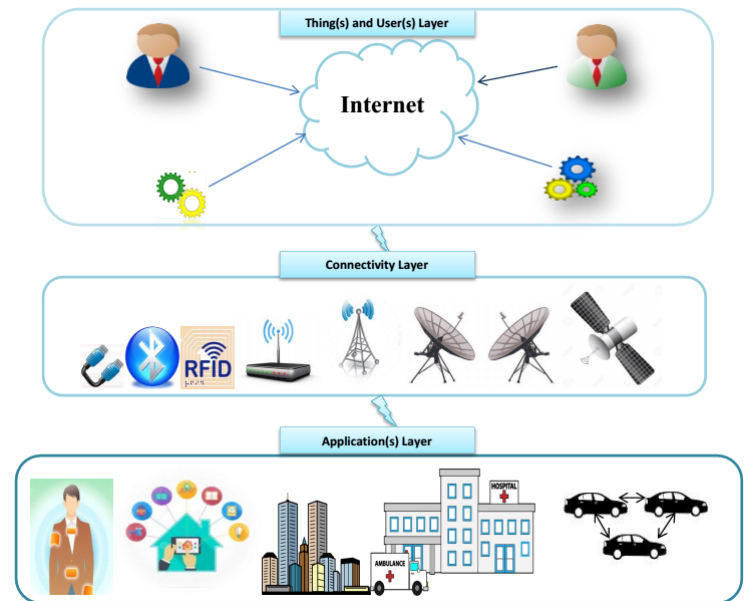 Thing(s) and User(s) Layer
Internet
Connectivity Layer
RFID
Application(s) Layer
HOSPITAL
AMBULANCE